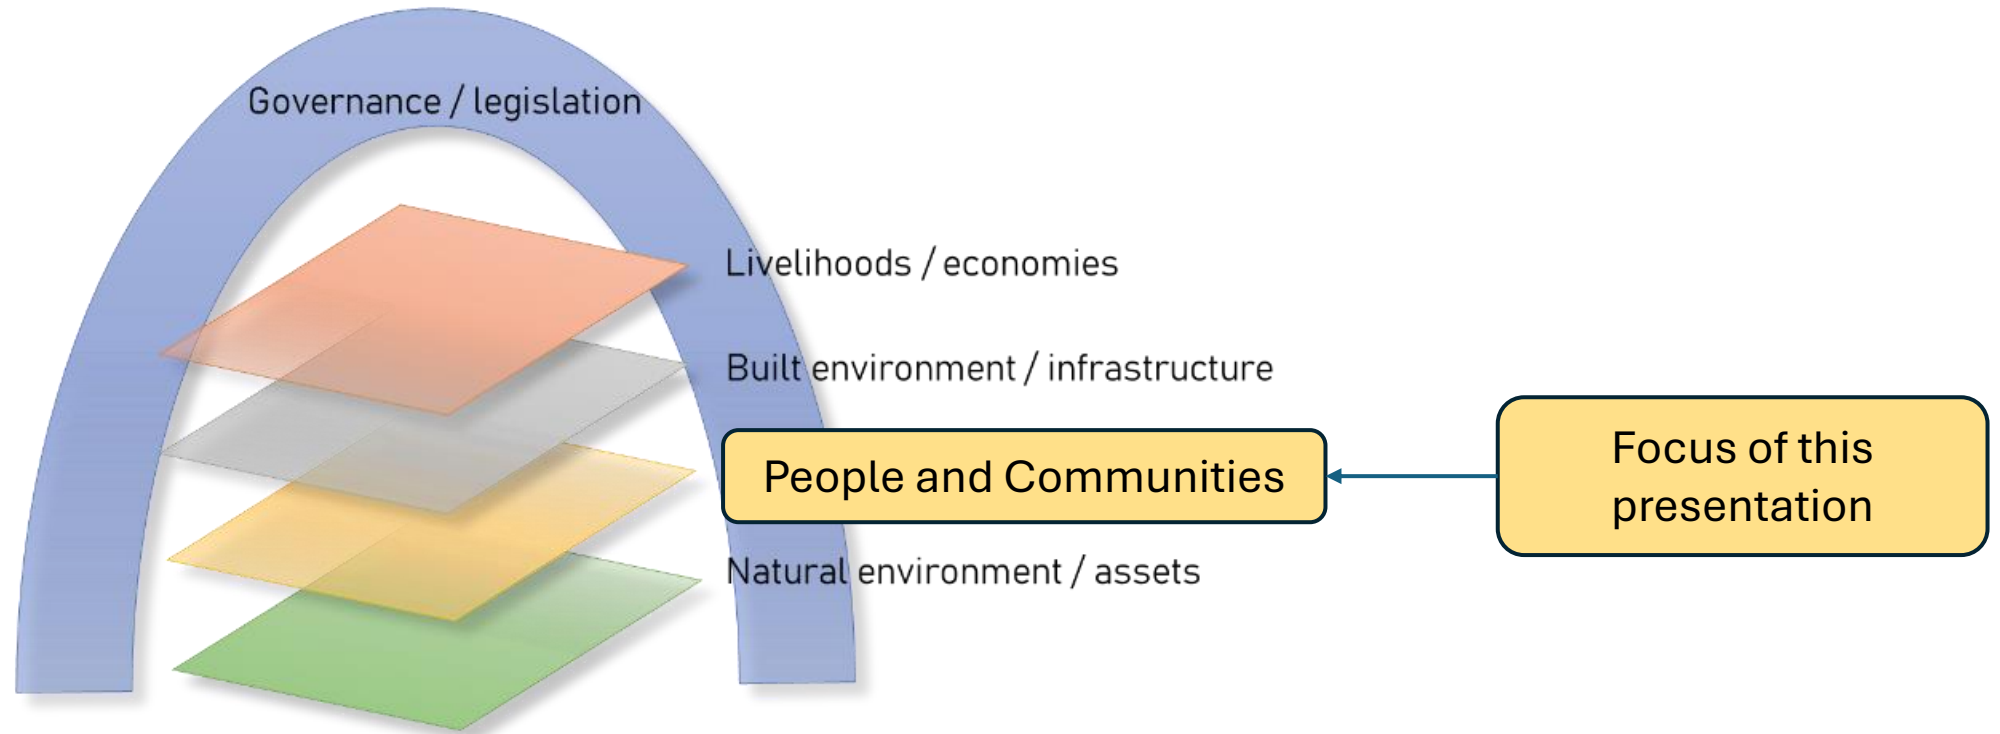 Governance / legislation
Livelihoods / economies
Built environment / infrastructure
People and Communities
Focus of this
presentation
Natural environment / assets